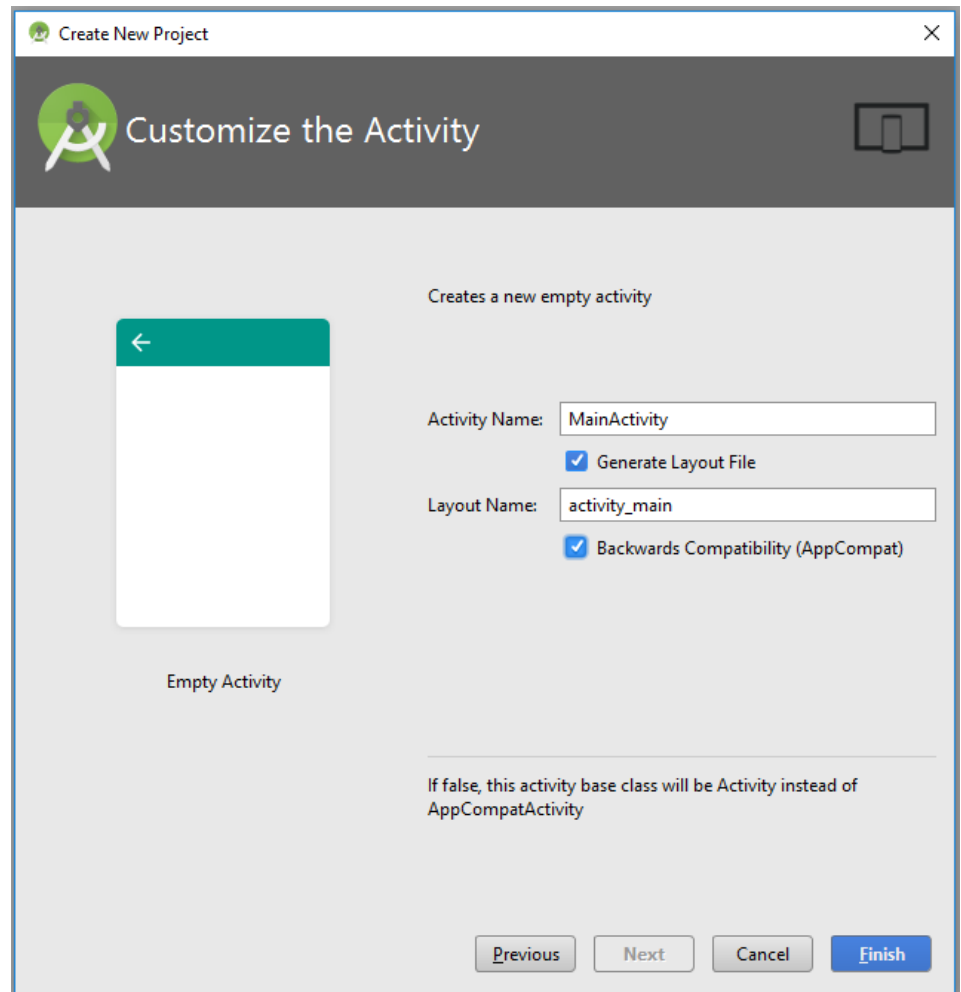 Create New Project
Customize the Activity
Creates a new empty activity
Activity Name: MainActivity
Generate Layout File
Layout Name: activity_main
Backwards Compatibility (AppCompat)
Empty Activity
If false, this activity base class will be Activity instead of
AppCompatActivity
Previous Next Cancel Finish